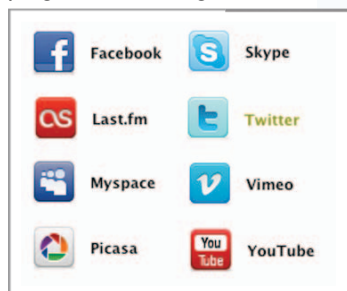 Facebook
Skype
Last.fm
Twitter
Myspace
Vimeo
Picasa
You
Tube
YouTube